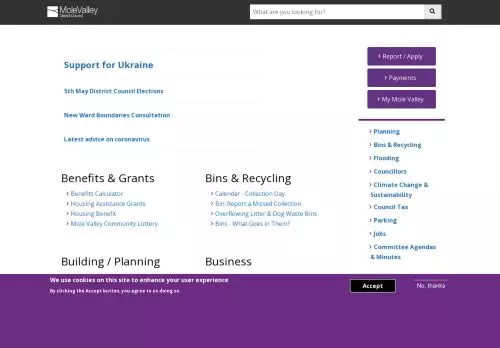 MoleValley
District Council
What are you looking for?
Support for Ukraine
5th May District Council Elections
New Ward Boundaries Consultation
Latest advice on coronavirus
Report / Apply
Payments
My Mole Valley
Planning
Bins & Recycling
Flooding
Councillors
Climate Change &
Sustainability
Council Tax
Parking
Jobs
Committee Agendas
& Minutes
Benefits & Grants
Benefits Calculator
Housing Assistance Grants
Housing Benefit
Mole Valley Community Lottery
Bins & Recycling
Calendar - Collection Day
Bin: Report a Missed Collection
Overflowing Litter & Dog Waste Bins
Bins - What Goes in Them?
Building / Planning
Business
We use cookies on this site to enhance your user experience
By clicking the Accept button, you agree to us doing so.
Accept
No, thanks